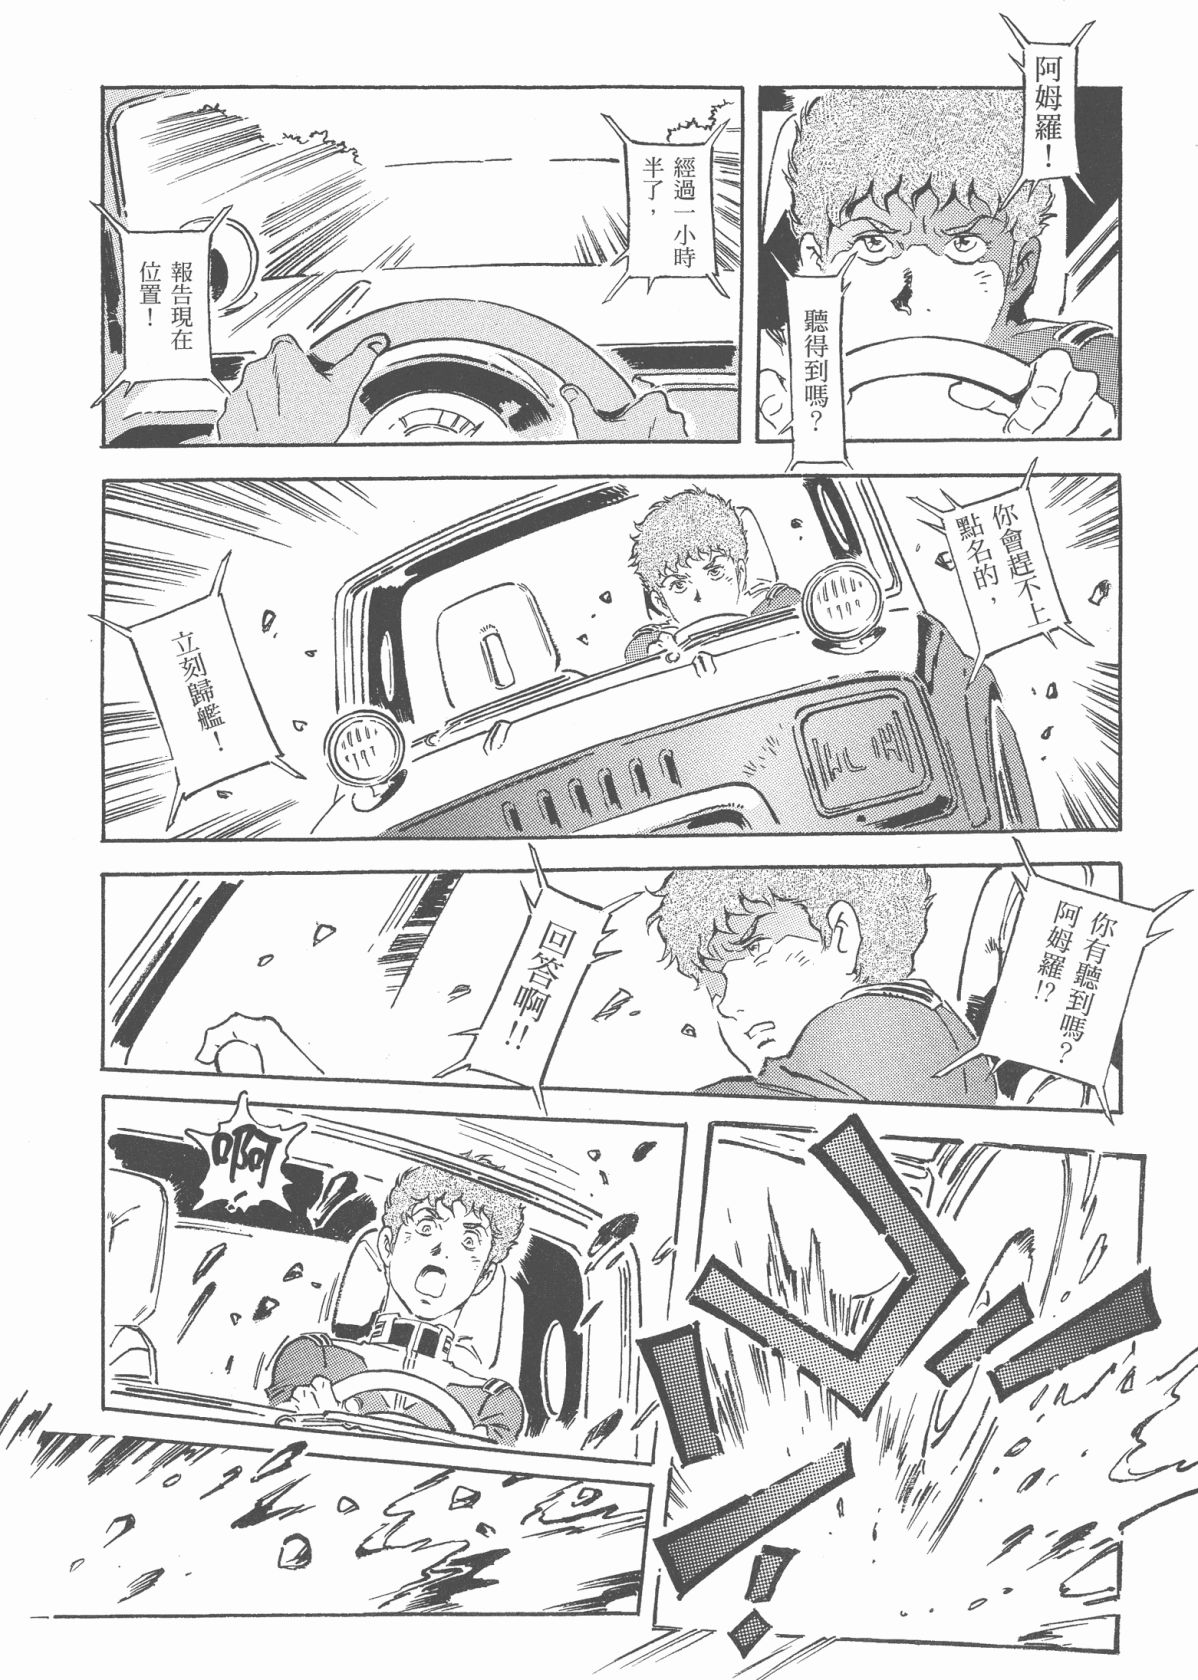 阿姆羅！
聽得到嗎？
經過一小時
半了，
報告現在
位置！
你會趕不上
點名的，
立刻歸艦！
你有聽到嗎？
阿姆羅！？
回答啊！！
啊